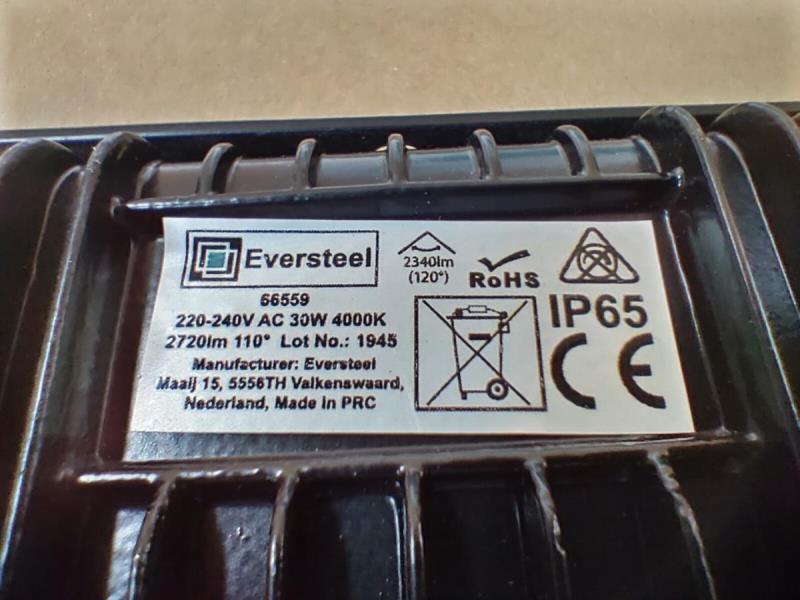 Eversteel
66559
220-240V AC 30W 4000K
2720lm 110° Lot No.: 1945
Manufacturer: Eversteel
Maaij 15, 5556TH Valkenswaard,
Nederland, Made in PRC
2340lm
(120°)
RoHS
IP65
CE